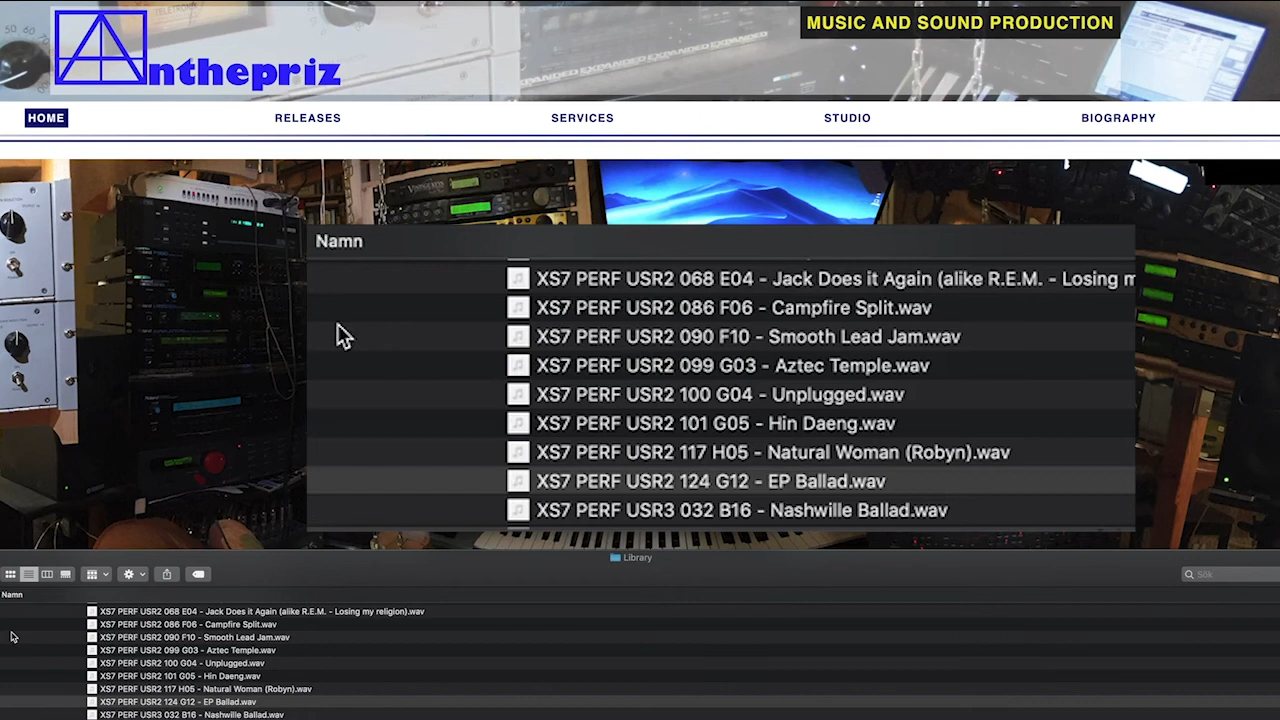 Anthepriz
MUSIC AND SOUND PRODUCTION
HOME
RELEASES
SERVICES
STUDIO
BIOGRAPHY
Namn
XS7 PERF USR2 068 E04 - Jack Does it Again (alike R.E.M. - Losing m
XS7 PERF USR2 086 F06 - Campfire Split.wav
XS7 PERF USR2 090 F10 - Smooth Lead Jam.wav
XS7 PERF USR2 099 G03 - Aztec Temple.wav
XS7 PERF USR2 100 G04 - Unplugged.wav
XS7 PERF USR2 101 G05 - Hin Daeng.wav
XS7 PERF USR2 117 H05 - Natural Woman (Robyn).wav
XS7 PERF USR2 124 G12 - EP Ballad.wav
XS7 PERF USR3 032 B16 - Nashwille Ballad.wav
Library
Sök
Namn
XS7 PERF USR2 068 E04 - Jack Does it Again (alike R.E.M. - Losing my religion).wav
XS7 PERF USR2 086 F06 - Campfire Split.wav
XS7 PERF USR2 090 F10 - Smooth Lead Jam.wav
XS7 PERF USR2 099 G03 - Aztec Temple.wav
XS7 PERF USR2 100 G04 - Unplugged.wav
XS7 PERF USR2 101 G05 - Hin Daeng.wav
XS7 PERF USR2 117 H05 - Natural Woman (Robyn).wav
XS7 PERF USR2 124 G12 - EP Ballad.wav
XS7 PERF USR3 032 B16 - Nashwille Ballad.wav